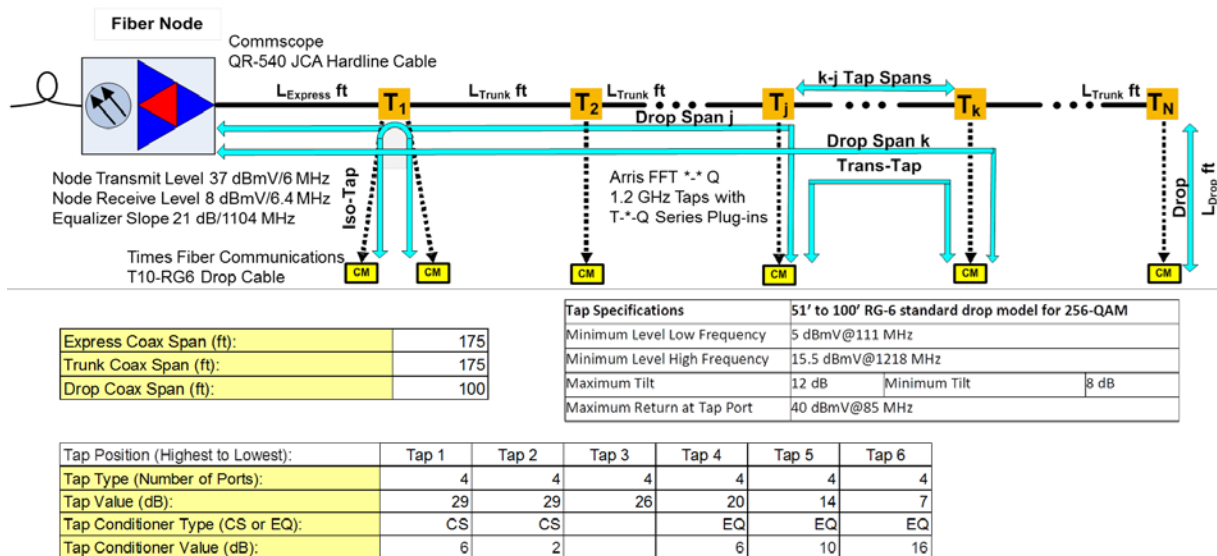 Fiber Node
Commscope
QR-540 JCA Hardline Cable
L Express ft
T1
L Trunk ft
T2
L Trunk ft
Tj
k-j Tap Spans
Tk
L Trunk ft
TN
Drop Span j
Drop Span k
Trans-Tap
Iso-Tap
Node Transmit Level 37 dBmV/6 MHz
Node Receive Level 8 dBmV/6.4 MHz
Equalizer Slope 21 dB/1104 MHz
Arris FFT *-* Q
1.2 GHz Taps with
T-*-Q Series Plug-ins
Drop
L Drop ft
Times Fiber Communications
T10-RG6 Drop Cable
CM
CM
CM
CM
CM
CM
Tap Specifications 51' to 100' RG-6 standard drop model for 256-QAM
Minimum Level Low Frequency 5 dBmV@111 MHz
Minimum Level High Frequency 15.5 dBmV@1218 MHz
Maximum Tilt 12 dB Minimum Tilt 8 dB
Maximum Return at Tap Port 40 dBmV@85 MHz
Express Coax Span (ft): 175
Trunk Coax Span (ft): 175
Drop Coax Span (ft): 100
Tap Position (Highest to Lowest): Tap 1 Tap 2 Tap 3 Tap 4 Tap 5 Tap 6
Tap Type (Number of Ports): 4 4 4 4 4 4
Tap Value (dB): 29 29 26 20 14 7
Tap Conditioner Type (CS or EQ): CS CS EQ EQ EQ
Tap Conditioner Value (dB): 6 2 6 10 16